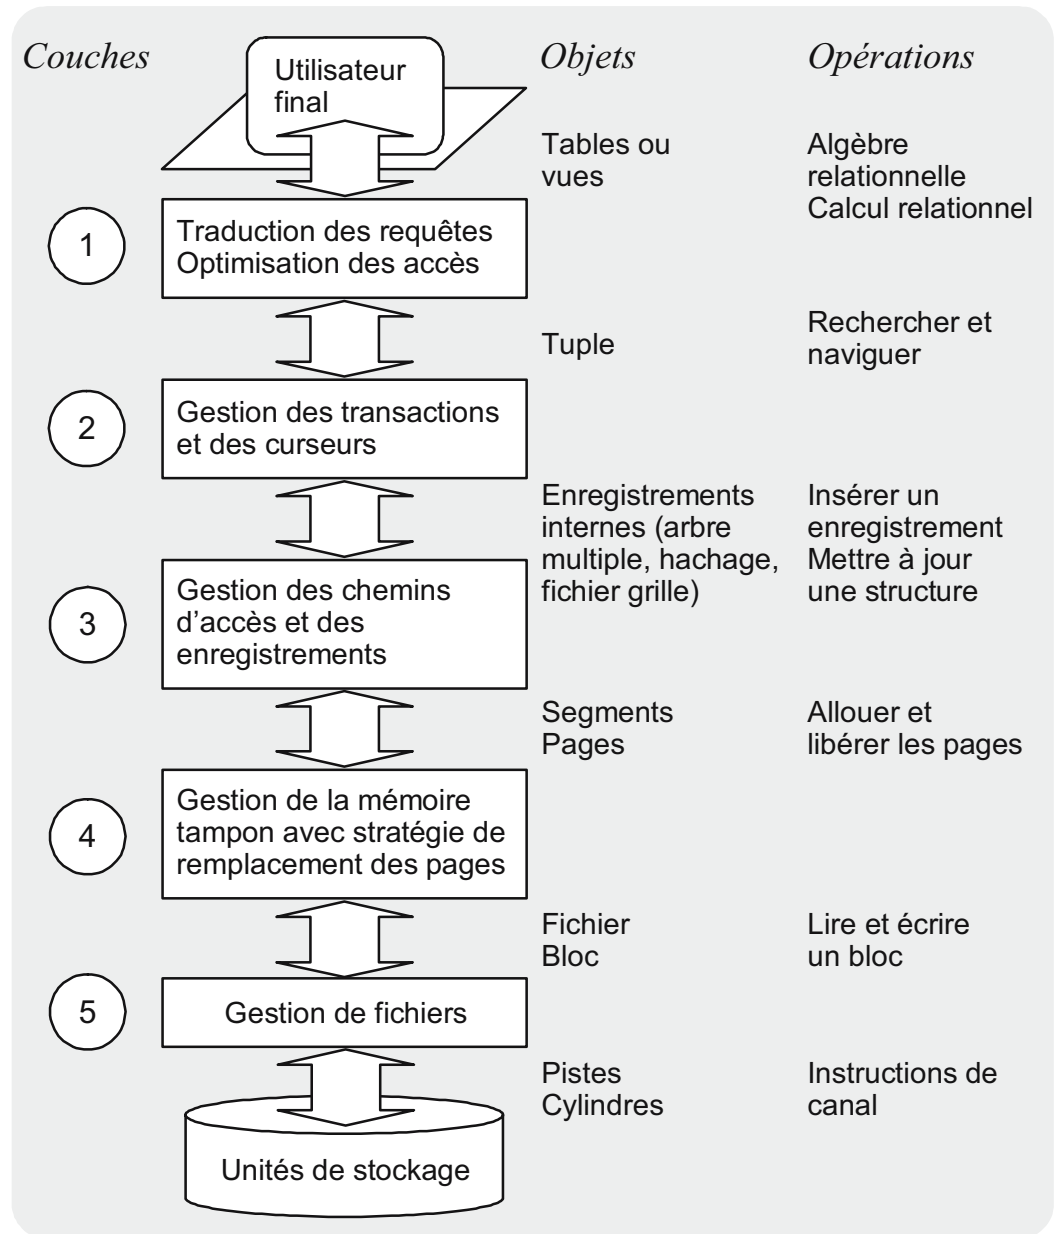 Couches
Objets
Opérations
Utilisateur
final
Tables ou
vues
Algèbre
relationnelle
Calcul relationnel
1
Traduction des requêtes
Optimisation des accès
Tuple
Rechercher et
naviguer
2
Gestion des transactions
et des curseurs
Enregistrements
internes (arbre
multiple, hachage,
fichier grille)
Insérer un
enregistrement
Mettre à jour
une structure
3
Gestion des chemins
d’accès et des
enregistrements
Segments
Pages
Allouer et
libérer les pages
4
Gestion de la mémoire
tampon avec stratégie de
remplacement des pages
Fichier
Bloc
Lire et écrire
un bloc
5
Gestion de fichiers
Pistes
Cylindres
Instructions de
canal
Unités de stockage